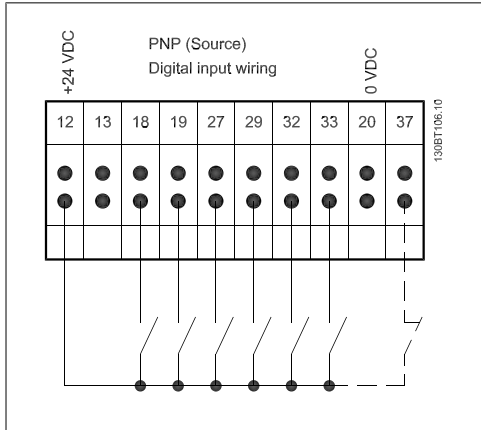 PNP (Source)
Digital input wiring
+24 VDC
0 VDC
12 13 18 19 27 29 32 33 20 37
130BT106.10